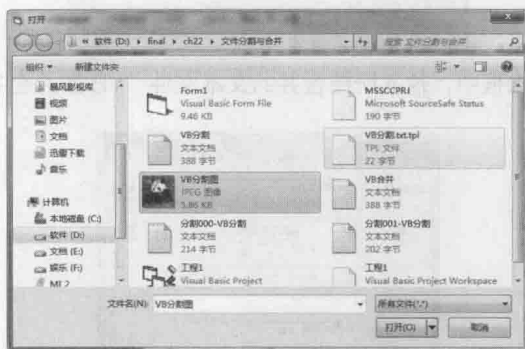 打开
软件 (D:) ▸ final ▸ ch22 ▸ 文件分割与合并
搜索 文件分割与合并
组织 新建文件夹
暴风影视库
视频
图片
文档
迅雷下载
音乐
计算机
本地磁盘 (C:)
软件 (D:)
文档 (E:)
娱乐 (F:)
Form1
Visual Basic Form File
9.46 KB
MSSCCPRJ
Microsoft SourceSafe Status
190 字节
VB分割
文本文档
388 字节
VB分割.txt.tpl
TPL 文件
22 字节
VB分割图
JPEG 图像
5.86 KB
VB合并
文本文档
388 字节
分割000-VB分割
文本文档
214 字节
分割001-VB分割
文本文档
202 字节
工程1
Visual Basic Project
工程1
Visual Basic Project Workspace
文件名(N): VB分割图
所有文件(*.*)
打开(O)
取消